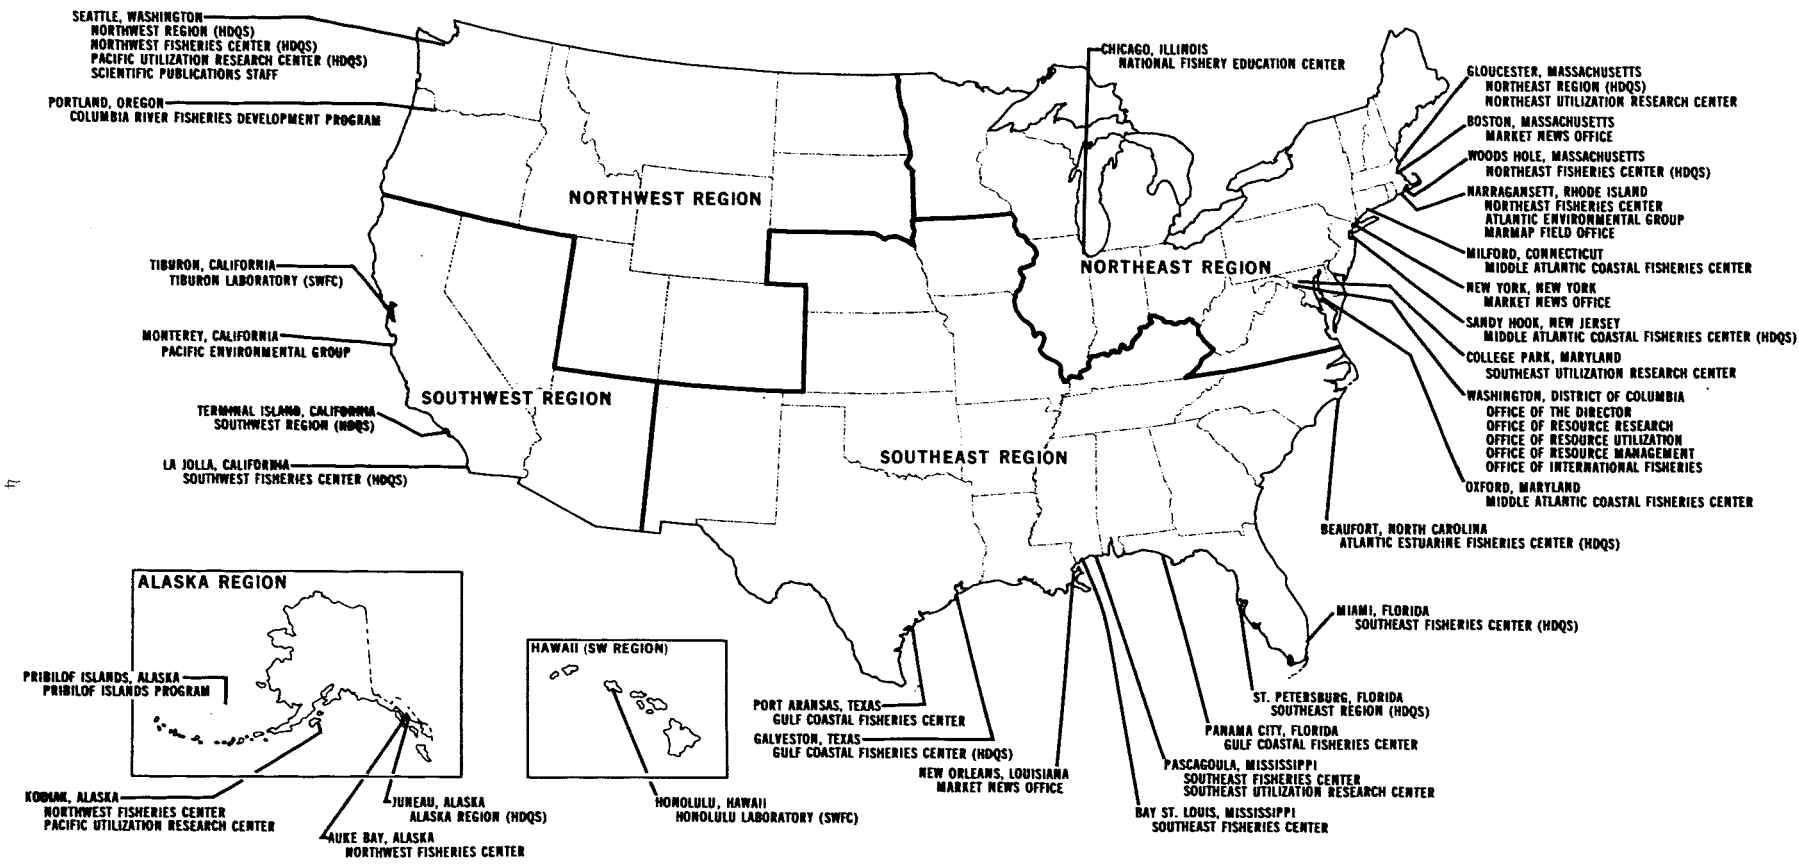 SEATTLE, WASHINGTON
NORTHWEST REGION (HDQS)
NORTHWEST FISHERIES CENTER (HDQS)
PACIFIC UTILIZATION RESEARCH CENTER (HDQS)
SCIENTIFIC PUBLICATIONS STAFF
PORTLAND, OREGON
COLUMBIA RIVER FISHERIES DEVELOPMENT PROGRAM
TIBURON, CALIFORNIA
TIBURON LABORATORY (SWFC)
MONTEREY, CALIFORNIA
PACIFIC ENVIRONMENTAL GROUP
TERMINAL ISLAND, CALIFORNIA
SOUTHWEST REGION (HDQS)
LA JOLLA, CALIFORNIA
SOUTHWEST FISHERIES CENTER (HDQS)
NORTHWEST REGION
SOUTHWEST REGION
NORTHEAST REGION
SOUTHEAST REGION
CHICAGO, ILLINOIS
NATIONAL FISHERY EDUCATION CENTER
GLOUCESTER, MASSACHUSETTS
NORTHEAST REGION (HDQS)
NORTHEAST UTILIZATION RESEARCH CENTER
BOSTON, MASSACHUSETTS
MARKET NEWS OFFICE
WOODS HOLE, MASSACHUSETTS
NORTHEAST FISHERIES CENTER (HDQS)
NARRAGANSETT, RHODE ISLAND
NORTHEAST FISHERIES CENTER
ATLANTIC ENVIRONMENTAL GROUP
MARMAP FIELD OFFICE
MILFORD, CONNECTICUT
MIDDLE ATLANTIC COASTAL FISHERIES CENTER
NEW YORK, NEW YORK
MARKET NEWS OFFICE
SANDY HOOK, NEW JERSEY
MIDDLE ATLANTIC COASTAL FISHERIES CENTER (HDQS)
COLLEGE PARK, MARYLAND
SOUTHEAST UTILIZATION RESEARCH CENTER
WASHINGTON, DISTRICT OF COLUMBIA
OFFICE OF THE DIRECTOR
OFFICE OF RESOURCE RESEARCH
OFFICE OF RESOURCE UTILIZATION
OFFICE OF RESOURCE MANAGEMENT
OFFICE OF INTERNATIONAL FISHERIES
OXFORD, MARYLAND
MIDDLE ATLANTIC COASTAL FISHERIES CENTER
BEAUFORT, NORTH CAROLINA
ATLANTIC ESTUARINE FISHERIES CENTER (HDQS)
MIAMI, FLORIDA
SOUTHEAST FISHERIES CENTER (HDQS)
ST. PETERSBURG, FLORIDA
SOUTHEAST REGION (HDQS)
PANAMA CITY, FLORIDA
GULF COASTAL FISHERIES CENTER
PASCAGOULA, MISSISSIPPI
SOUTHEAST FISHERIES CENTER
SOUTHEAST UTILIZATION RESEARCH CENTER
BAY ST. LOUIS, MISSISSIPPI
SOUTHEAST FISHERIES CENTER
PORT ARANSAS, TEXAS
GULF COASTAL FISHERIES CENTER
GALVESTON, TEXAS
GULF COASTAL FISHERIES CENTER (HDQS)
NEW ORLEANS, LOUISIANA
MARKET NEWS OFFICE
HAWAII (SW REGION)
HONOLULU, HAWAII
HONOLULU LABORATORY (SWFC)
ALASKA REGION
PRIBILOF ISLANDS, ALASKA
PRIBILOF ISLANDS PROGRAM
KODIAK, ALASKA
NORTHWEST FISHERIES CENTER
PACIFIC UTILIZATION RESEARCH CENTER
JUNEAU, ALASKA
ALASKA REGION (HDQS)
AUKE BAY, ALASKA
NORTHWEST FISHERIES CENTER
4